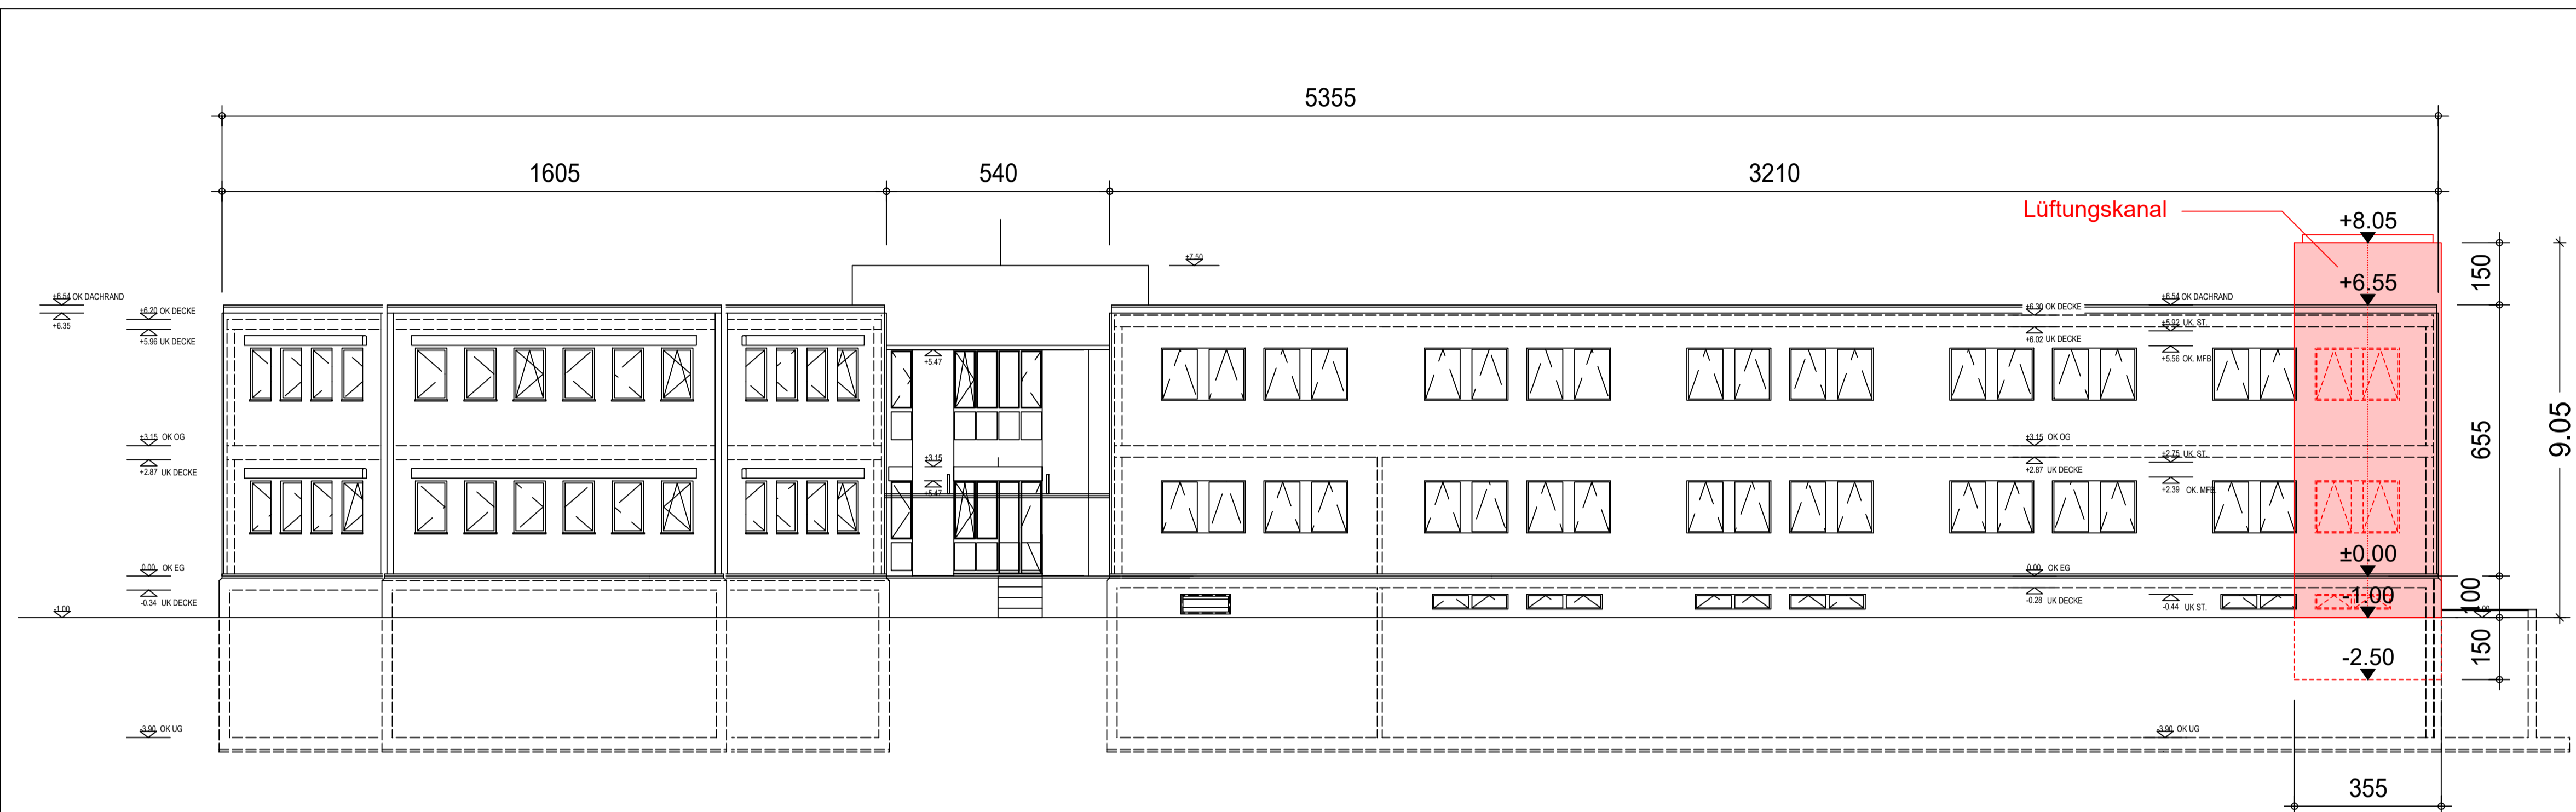 5355
1605
540
3210
Lüftungskanal
+8.05
+7.50
150
+6.55
+6.54 OK DACHRAND
+6.35
+6.20 OK DECKE
+5.96 UK DECKE
+6.30 OK DECKE
+6.02 UK DECKE
+6.54 OK DACHRAND
+5.92 UK. ST.
+5.56 OK. MFB.
+5.47
9.05
655
+3.15 OK OG
+2.87 UK DECKE
+3.15
+5.47
+3.15 OK OG
+2.87 UK DECKE
+2.75 UK. ST.
+2.39 OK. MFB.
±0.00
0.00 OK EG
-0.34 UK DECKE
0.00 OK EG
-0.28 UK DECKE
-0.44 UK ST.
100
-1.00
-1.00
150
-2.50
-3.90 OK UG
-3.90 OK UG
355